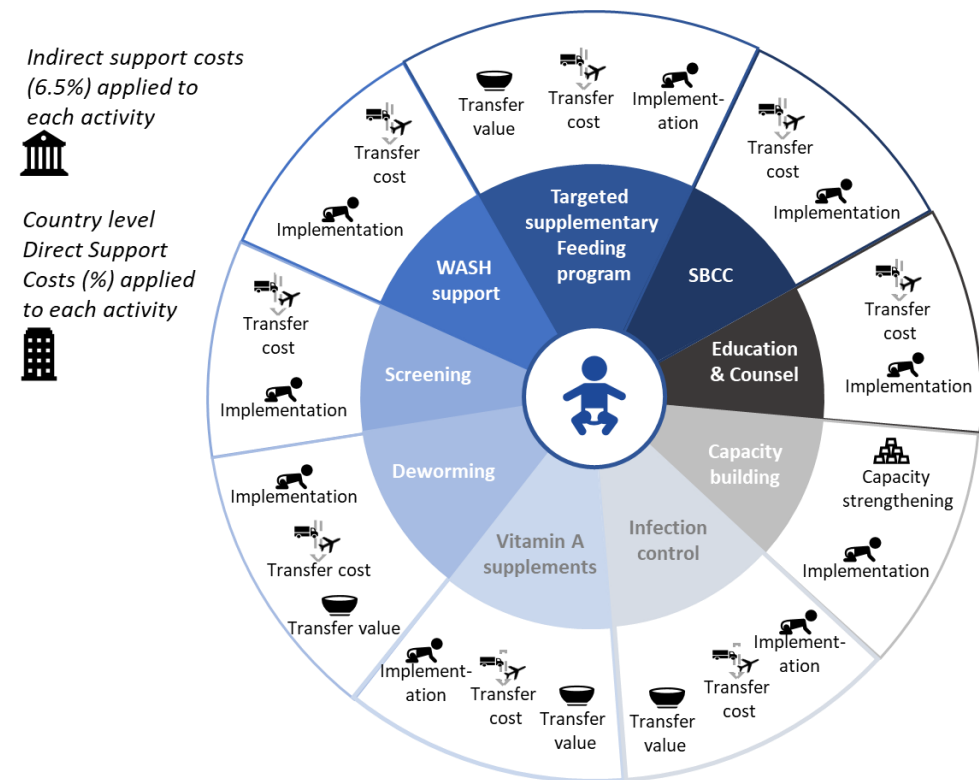 Indirect support costs
(6.5%) applied to
each activity
Country level
Direct Support
Costs (%) applied
to each activity
Targeted
supplementary
Feeding
program
Transfer
value
Transfer
cost
Implement-
ation
SBCC
Transfer
cost
Implementation
Education
& Counsel
Transfer
cost
Implementation
Capacity
building
Capacity
strengthening
Implementation
Infection
control
Implement-
ation
Transfer
cost
Transfer
value
Vitamin A
supplements
Implement-
ation
Transfer
cost
Transfer
value
Deworming
Implementation
Transfer cost
Transfer value
Screening
Transfer
cost
Implementation
WASH
support
Transfer
cost
Implementation